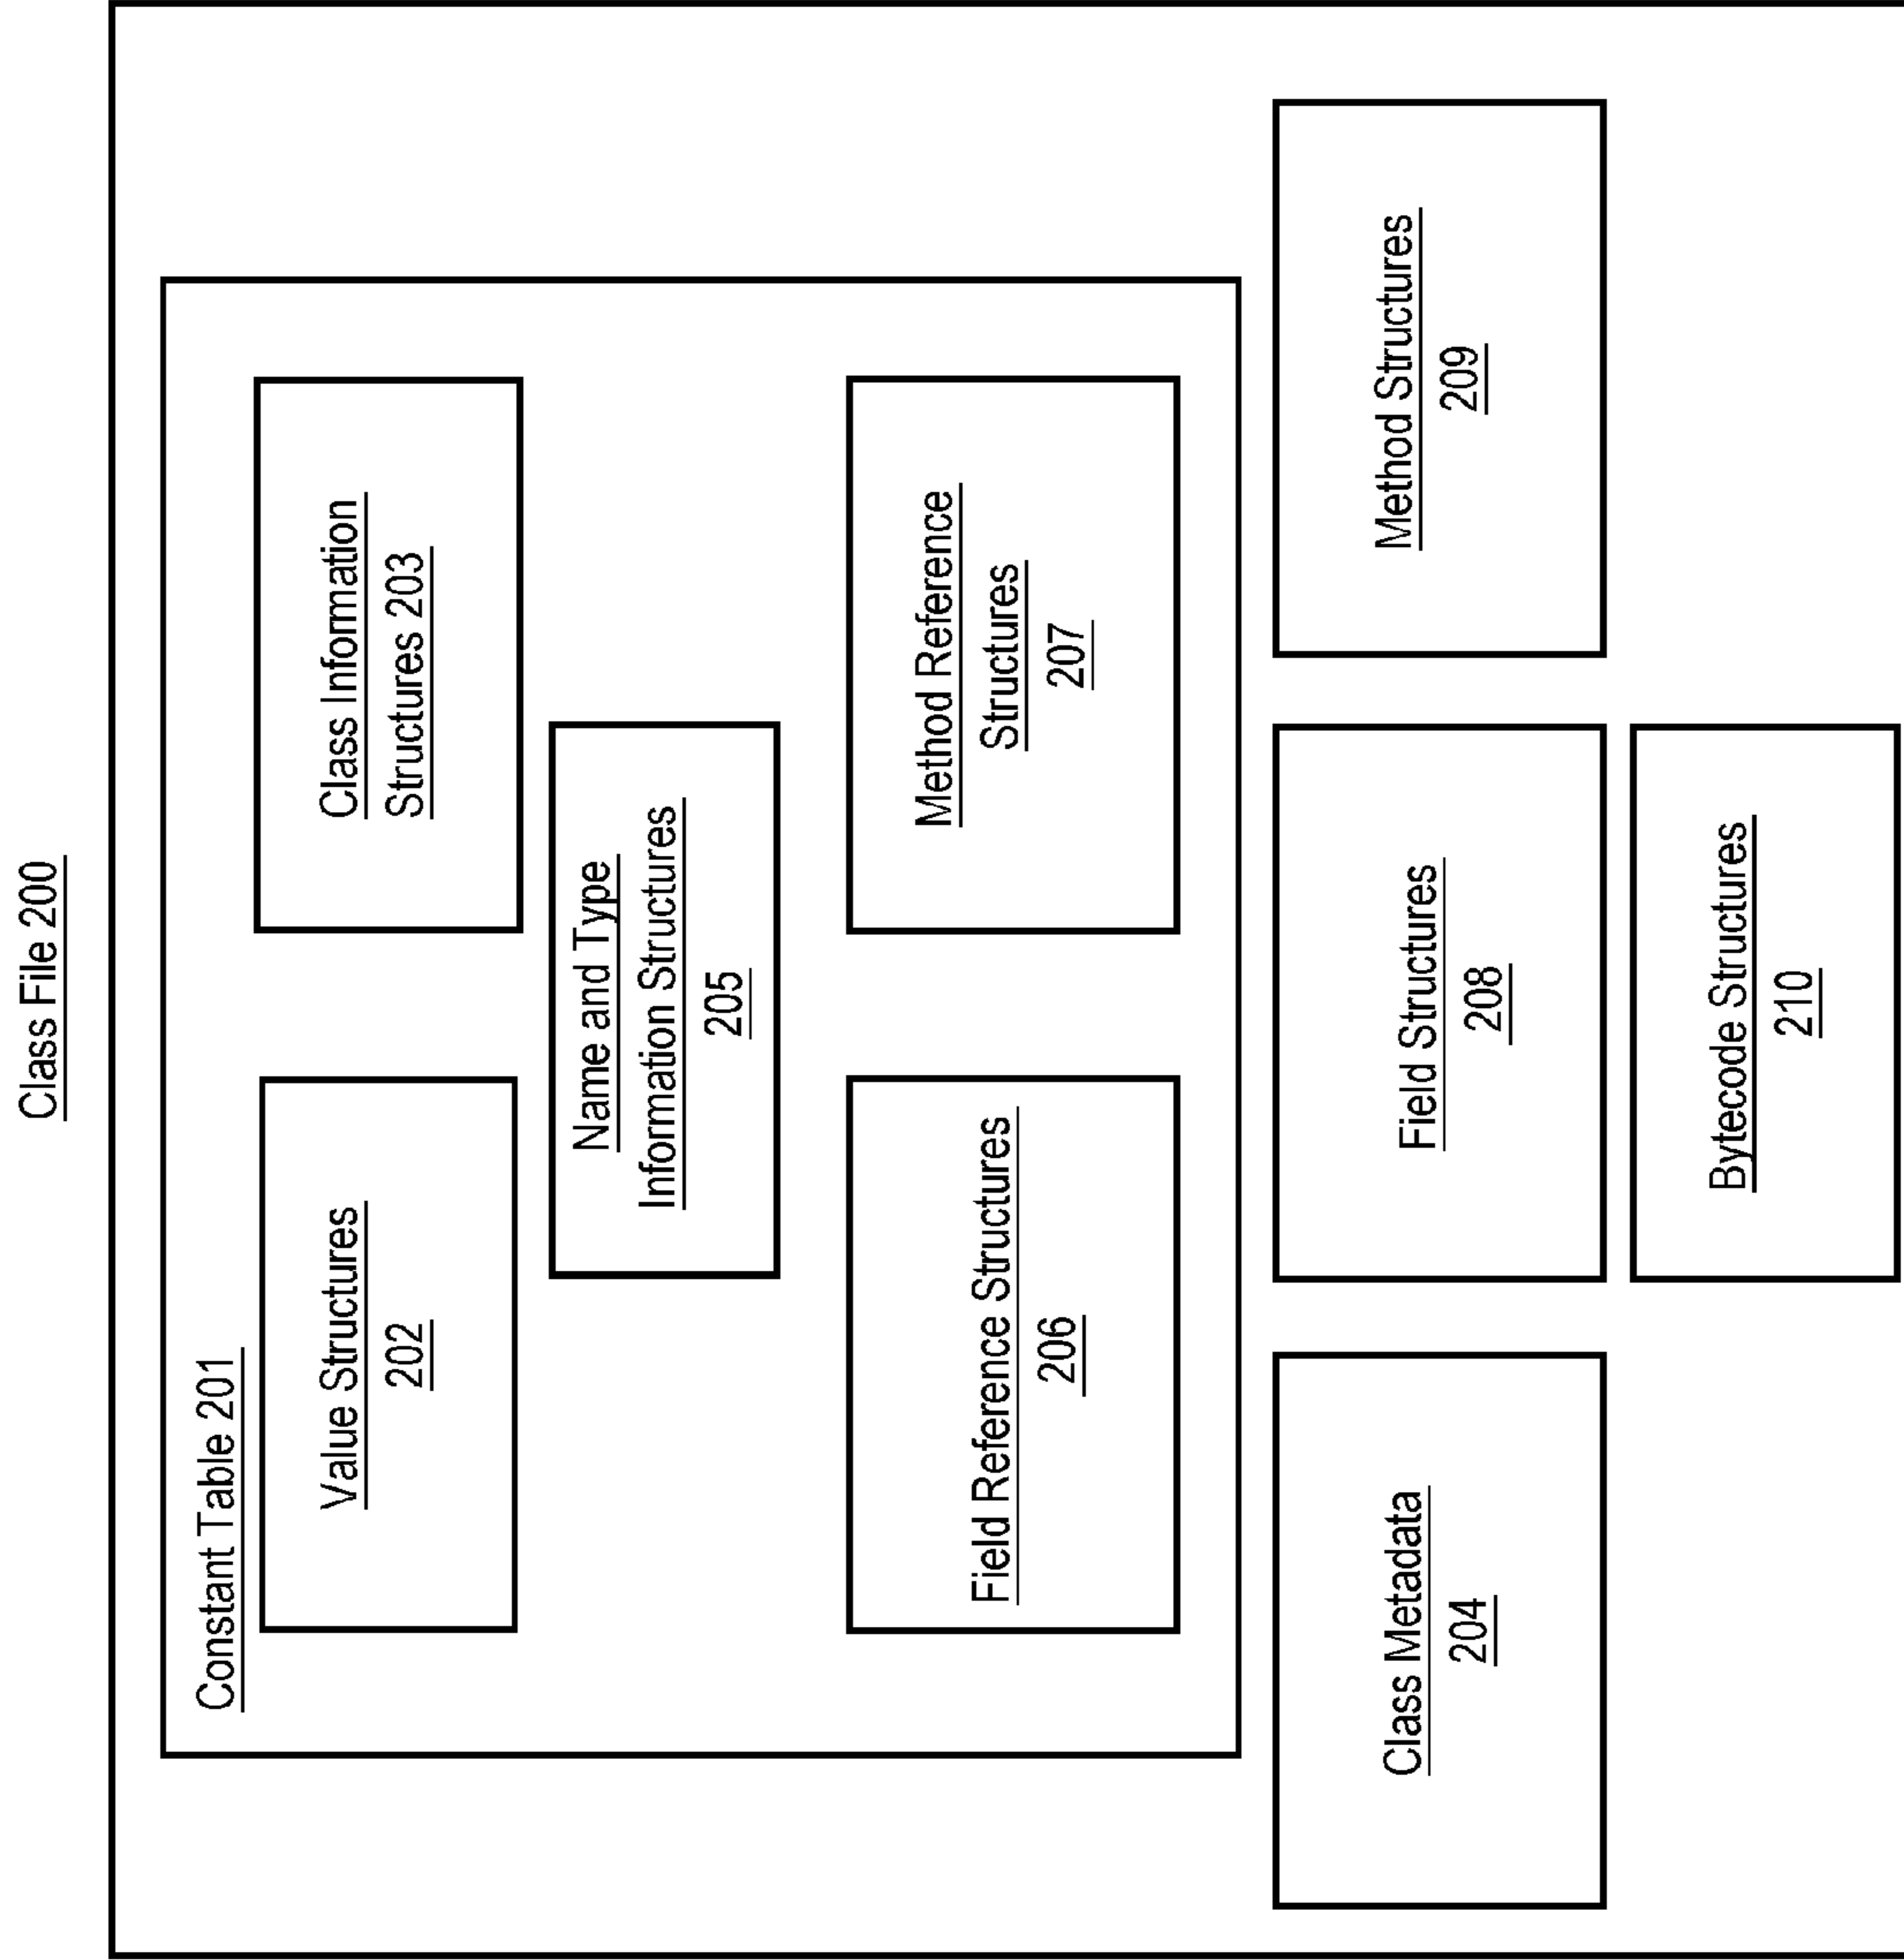 Class File 200
Constant Table 201
Value Structures
202
Class Information
Structures 203
Name and Type
Information Structures
205
Field Reference Structures
206
Method Reference
Structures
207
Class Metadata
204
Field Structures
208
Method Structures
209
Bytecode Structures
210